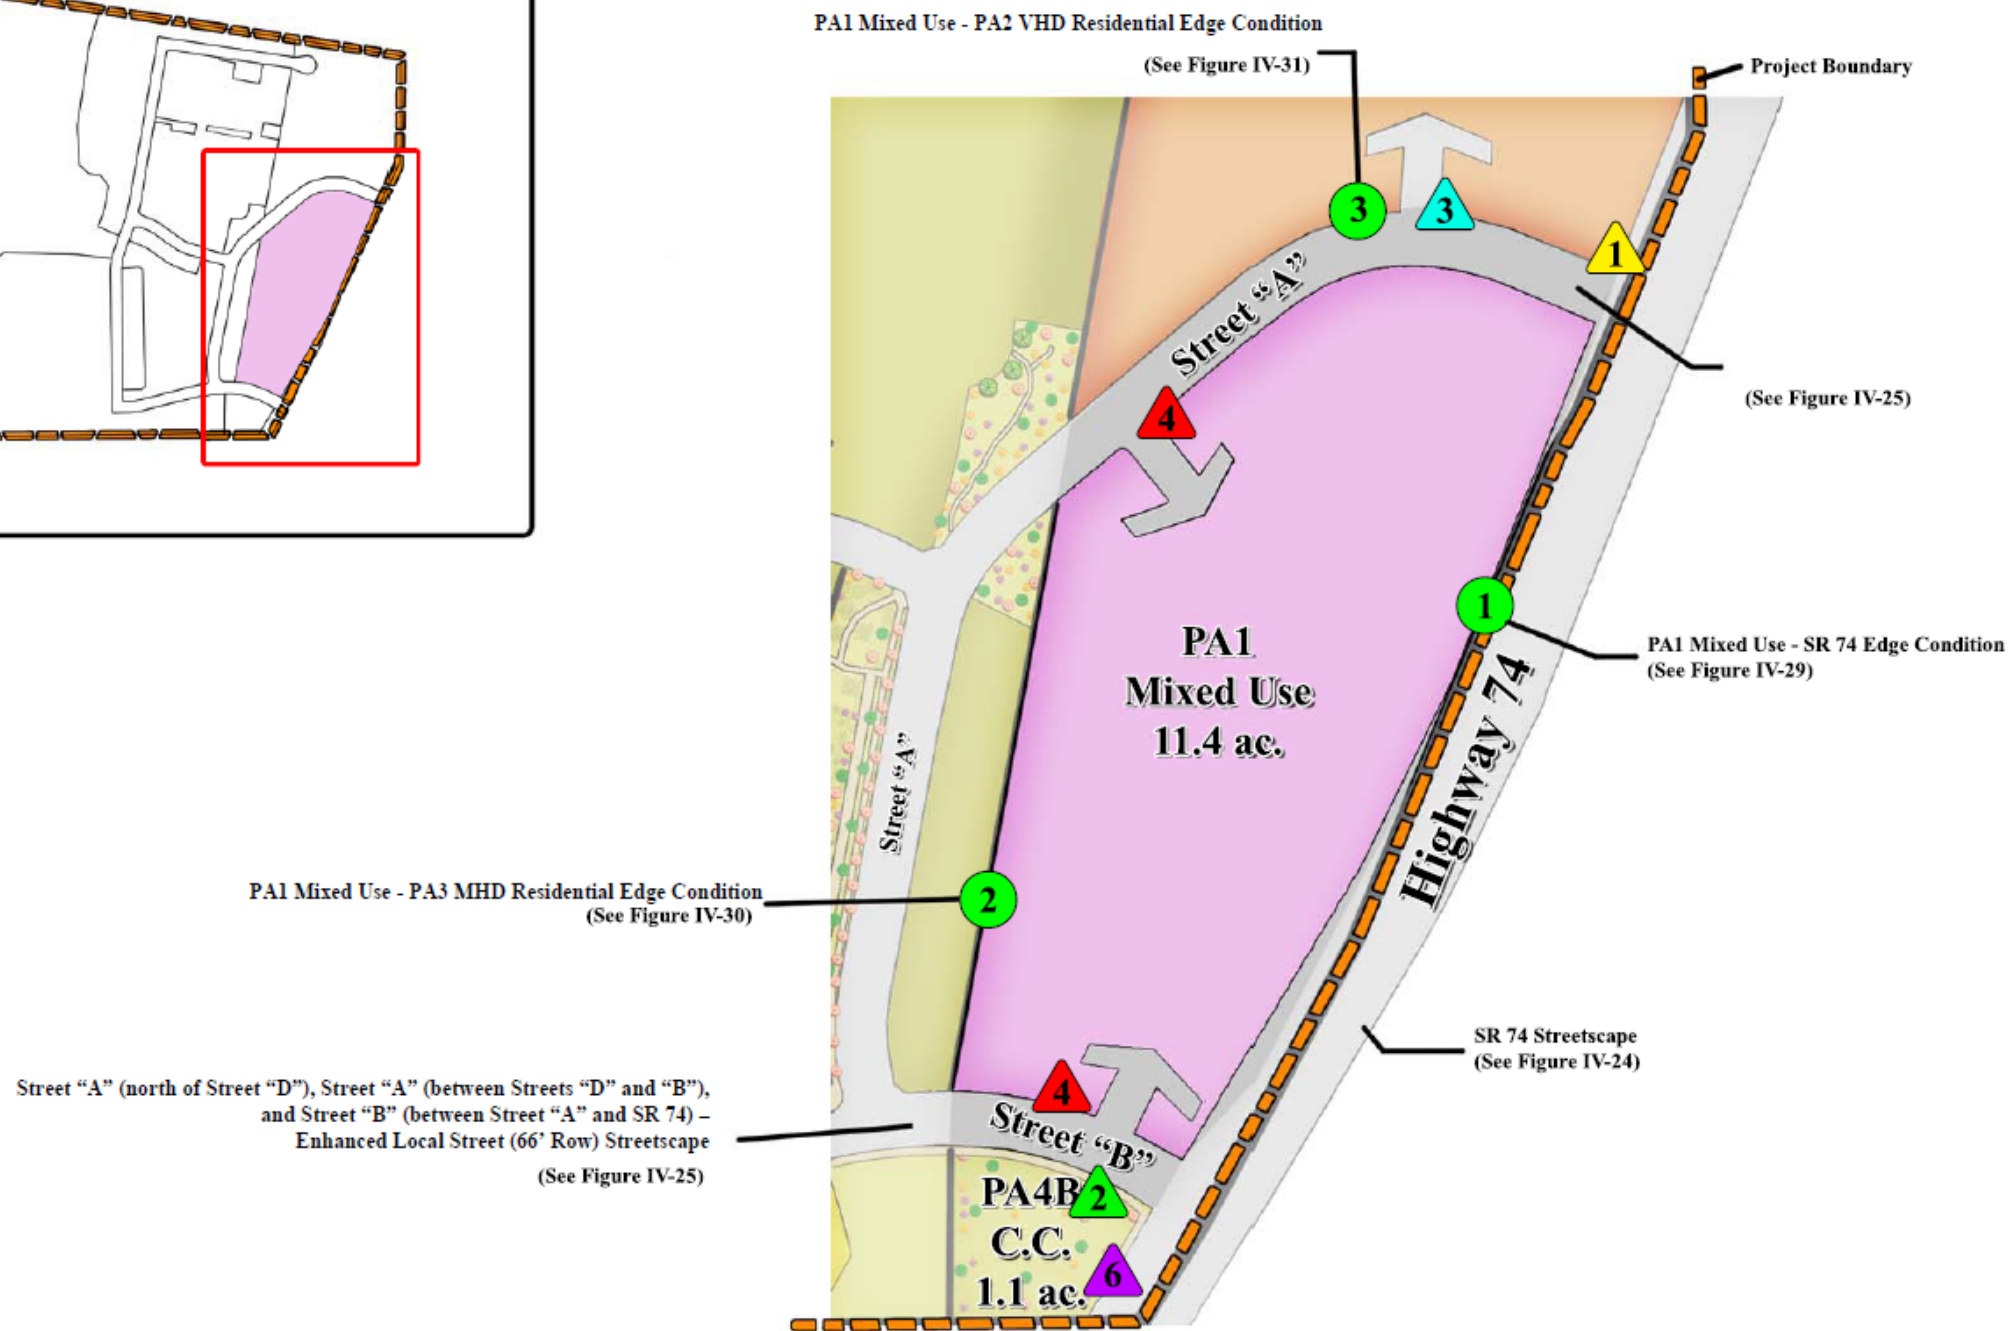 PA1 Mixed Use - PA2 VHD Residential Edge Condition
(See Figure IV-31)
Project Boundary
3
3
1
Street “A”
(See Figure IV-25)
4
1
PA1
Mixed Use
11.4 ac.
PA1 Mixed Use - SR 74 Edge Condition
(See Figure IV-29)
Highway 74
Street “A”
PA1 Mixed Use - PA3 MHD Residential Edge Condition
(See Figure IV-30)
2
SR 74 Streetscape
(See Figure IV-24)
Street “A” (north of Street “D”), Street “A” (between Streets “D” and “B”),
and Street “B” (between Street “A” and SR 74) –
Enhanced Local Street (66’ Row) Streetscape
(See Figure IV-25)
4
Street “B”
PA4B
2
C.C.
1.1 ac.
6